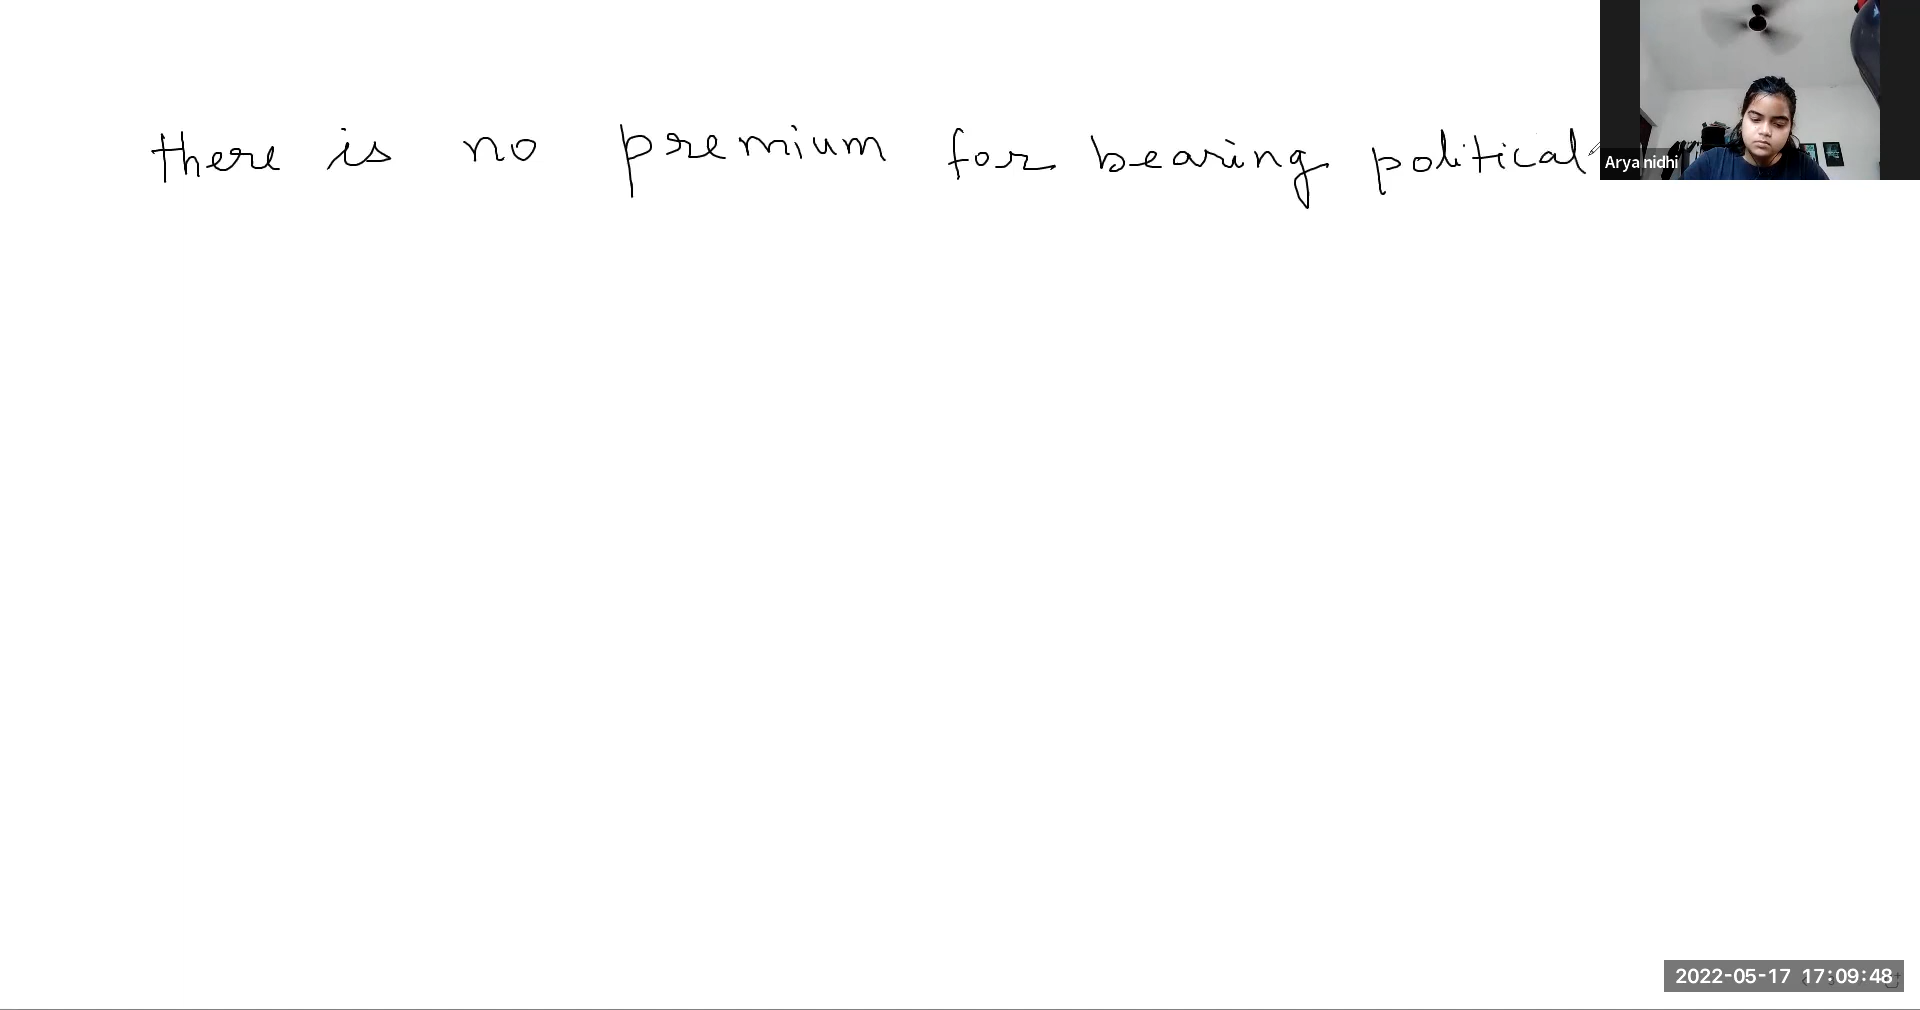 there is no premium for bearing political
Arya nidhi
2022-05-17 17:09:48